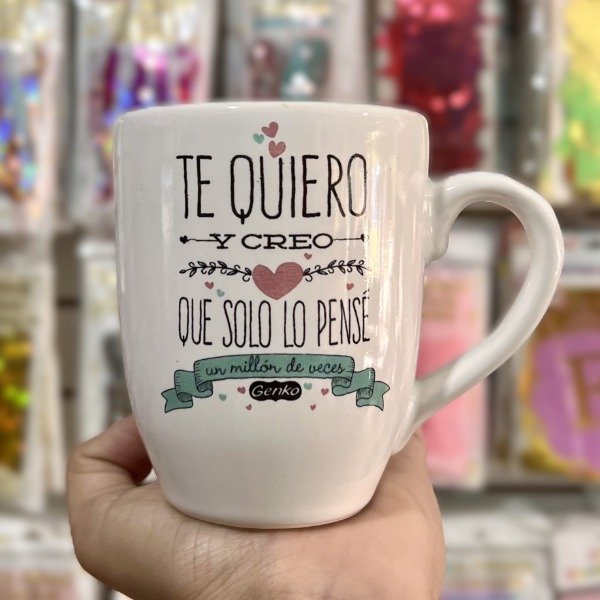 TE QUIERO
Y CREO
QUE SOLO LO PENSÉ
un millón de veces
Genko